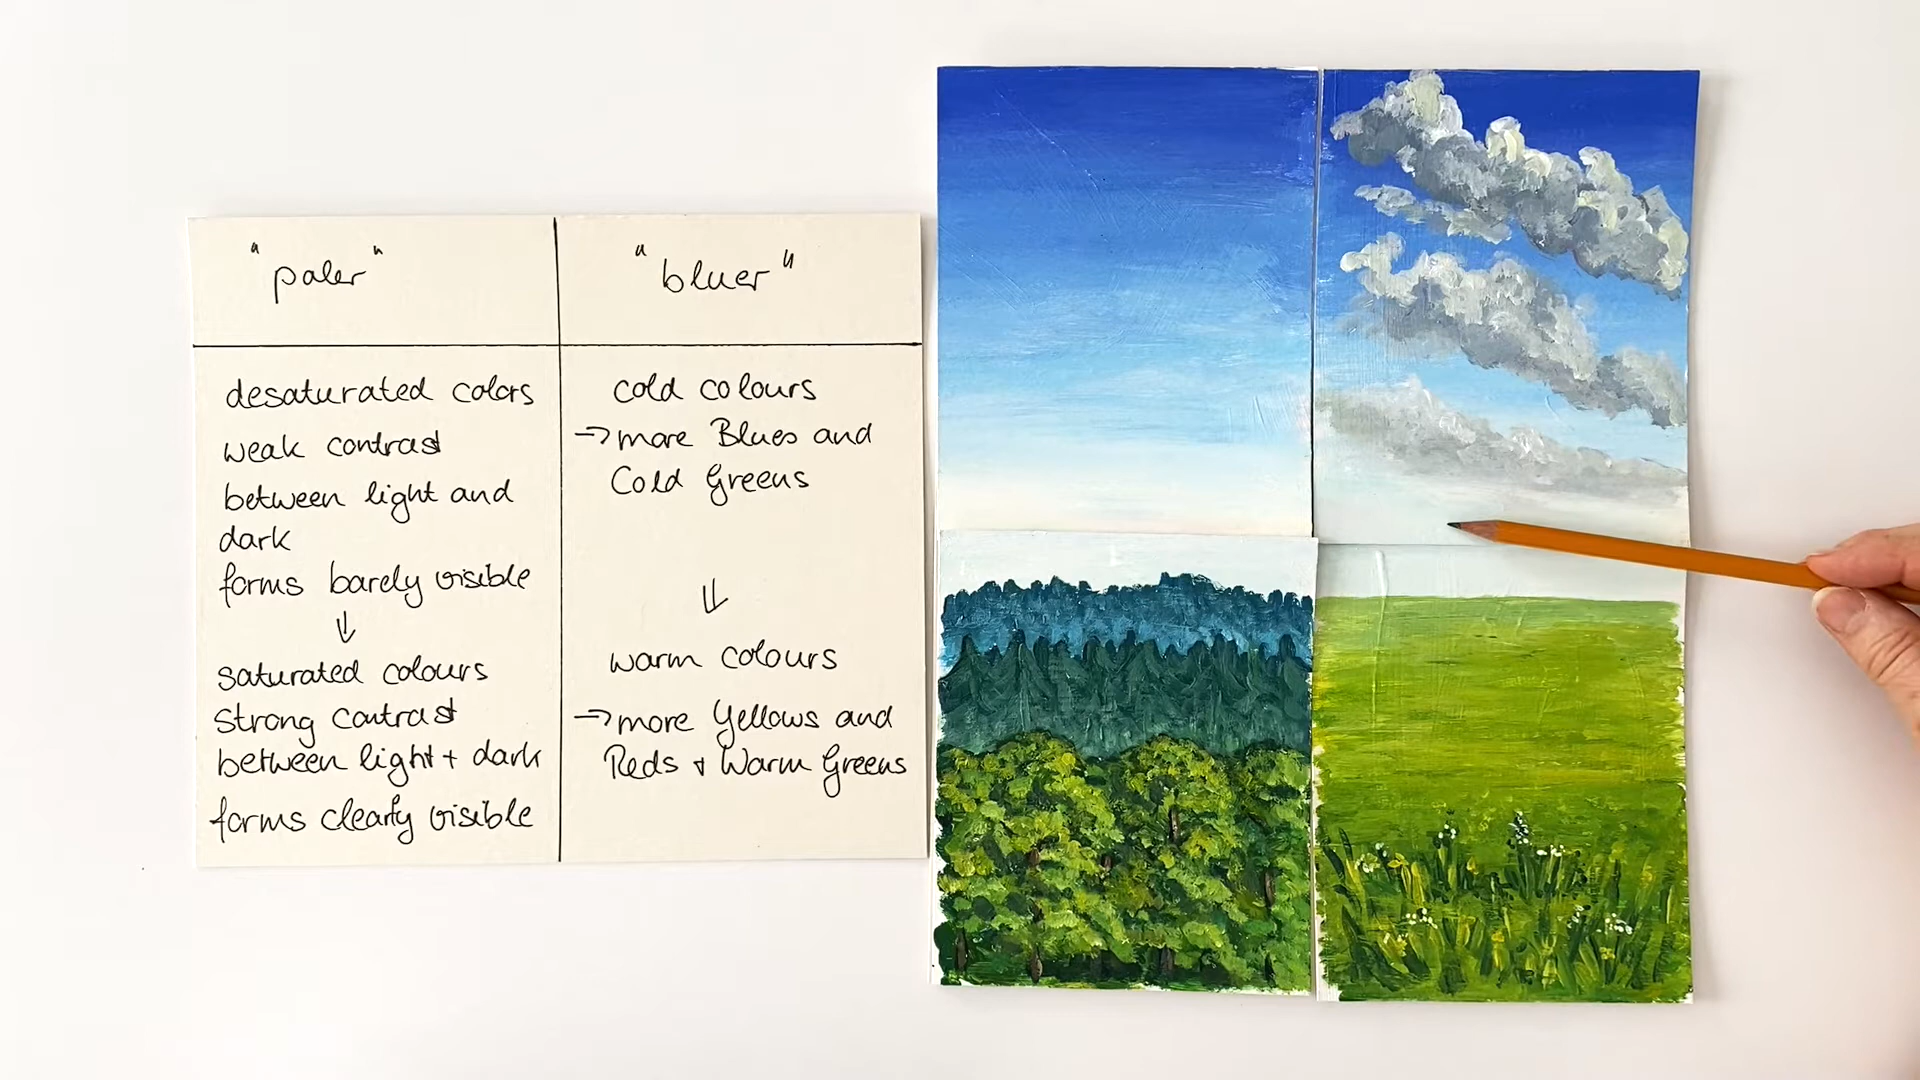 "paler"
desaturated colors
weak contrast
between light and
dark
forms barely visible
↓
saturated colours
strong contrast
between light + dark
forms clearly visible
"bluer"
cold colours
→ more Blues and
Cold Greens
⇓
warm colours
→ more Yellows and
Reds + Warm Greens